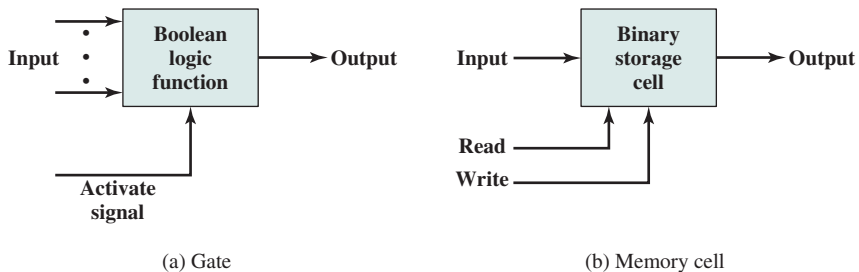 Input
Boolean
logic
function
Output
Activate
signal
(a) Gate
Input
Binary
storage
cell
Output
Read
Write
(b) Memory cell